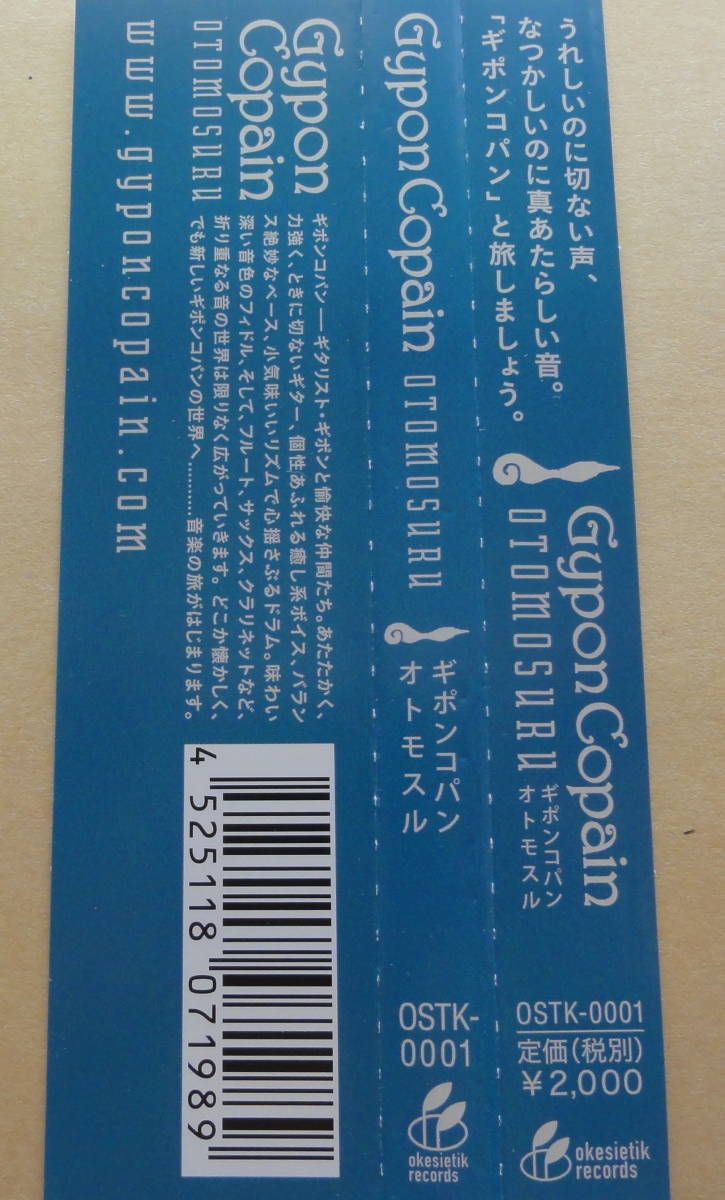 うれしいのに切ない声、
なつかしいのに真あたらしい音。
「ギポンコパン」と旅しましょう。
Gypon Copain
OTOMOSURU
ギポンコパン
オトモスル
OSTK-0001
定価(税別)
¥2,000
okesietik
records
Gypon Copain OTOMOSURU
ギポンコパン
オトモスル
OSTK-
0001
okesietik
records
Gypon
Copain
OTOMOSURU
ギポンコパン——ギタリスト・ギポンと愉快な仲間たち。あたたかく、
力強く、ときに切ないギター、個性あふれる癒し系ボイス、バラン
ス絶妙なベース、小気味いいリズムで心揺さぶるドラム。味わい
深い音色のフィドル、そして、フルート、サックス、クラリネットなど、
折り重なる音の世界は限りなく広がっていきます。どこか懐かしく、
でも新しいギポンコパンの世界へ…………音楽の旅がはじまります。
www.gyponcopain.com
4 525118 071989